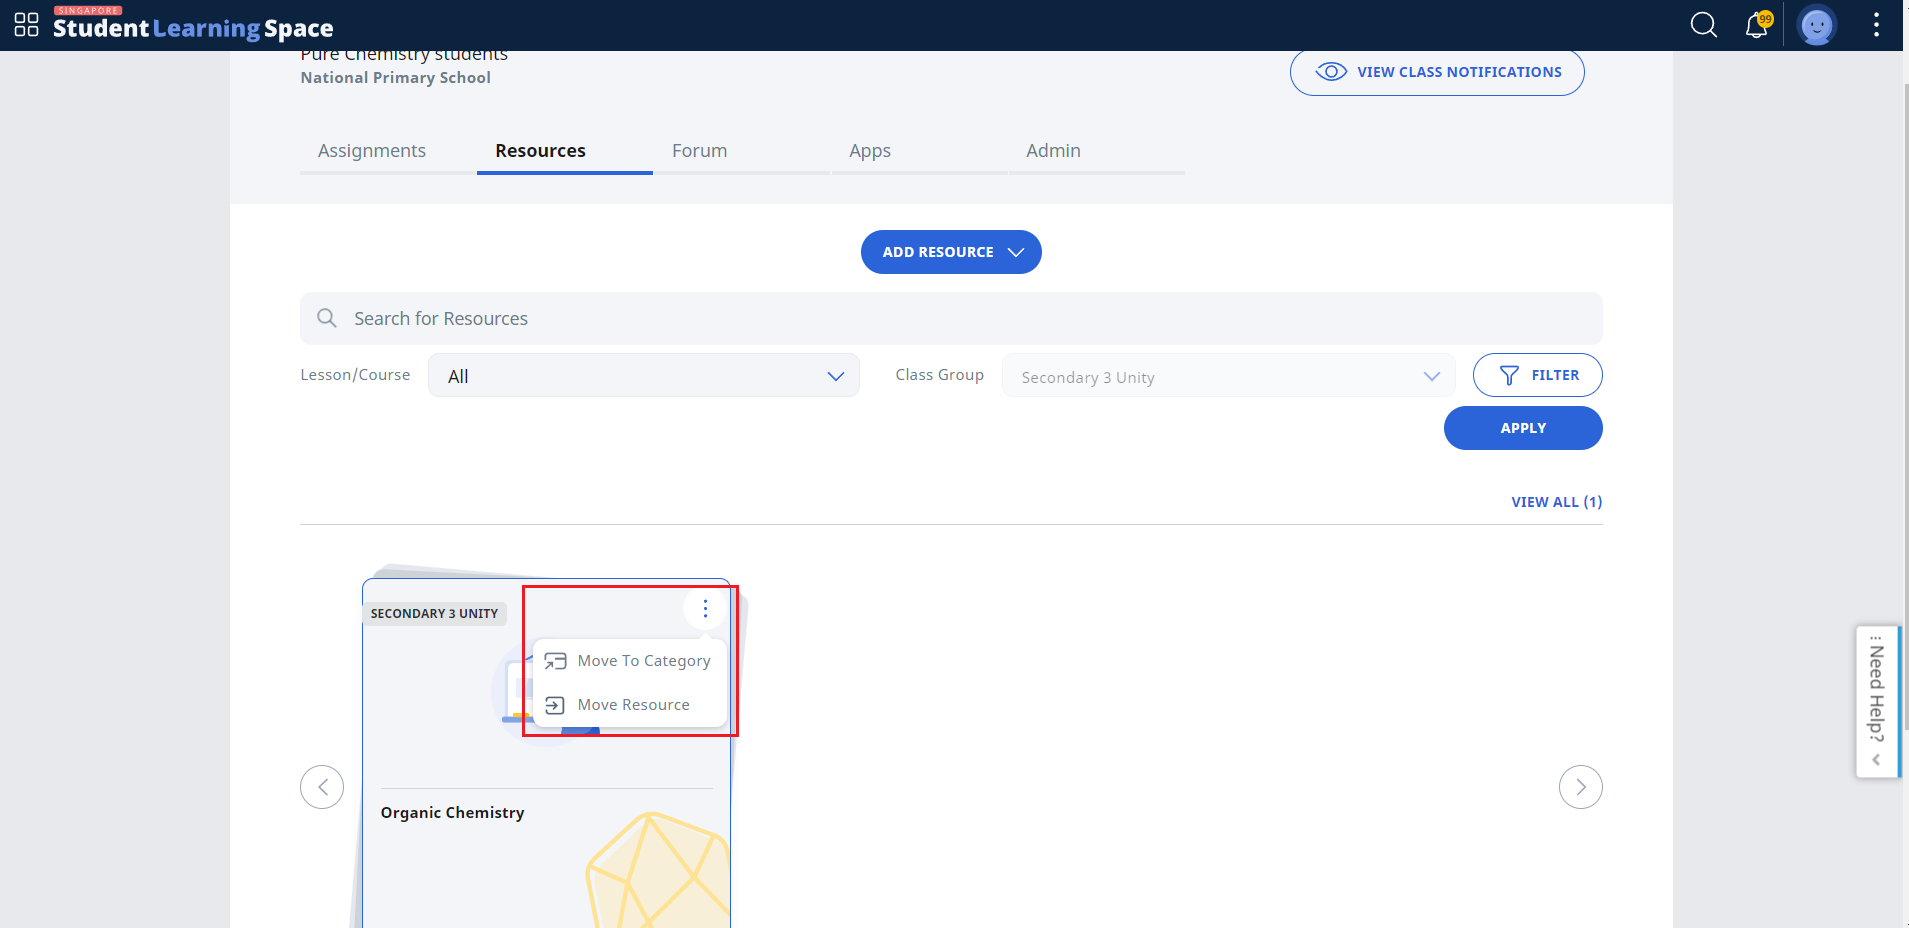 SINGAPORE
Student Learning Space
99
Pure Chemistry students
National Primary School
VIEW CLASS NOTIFICATIONS
Assignments
Resources
Forum
Apps
Admin
ADD RESOURCE
Search for Resources
Lesson/Course
All
Class Group
Secondary 3 Unity
FILTER
APPLY
VIEW ALL (1)
SECONDARY 3 UNITY
Move To Category
Move Resource
Organic Chemistry
Need Help?